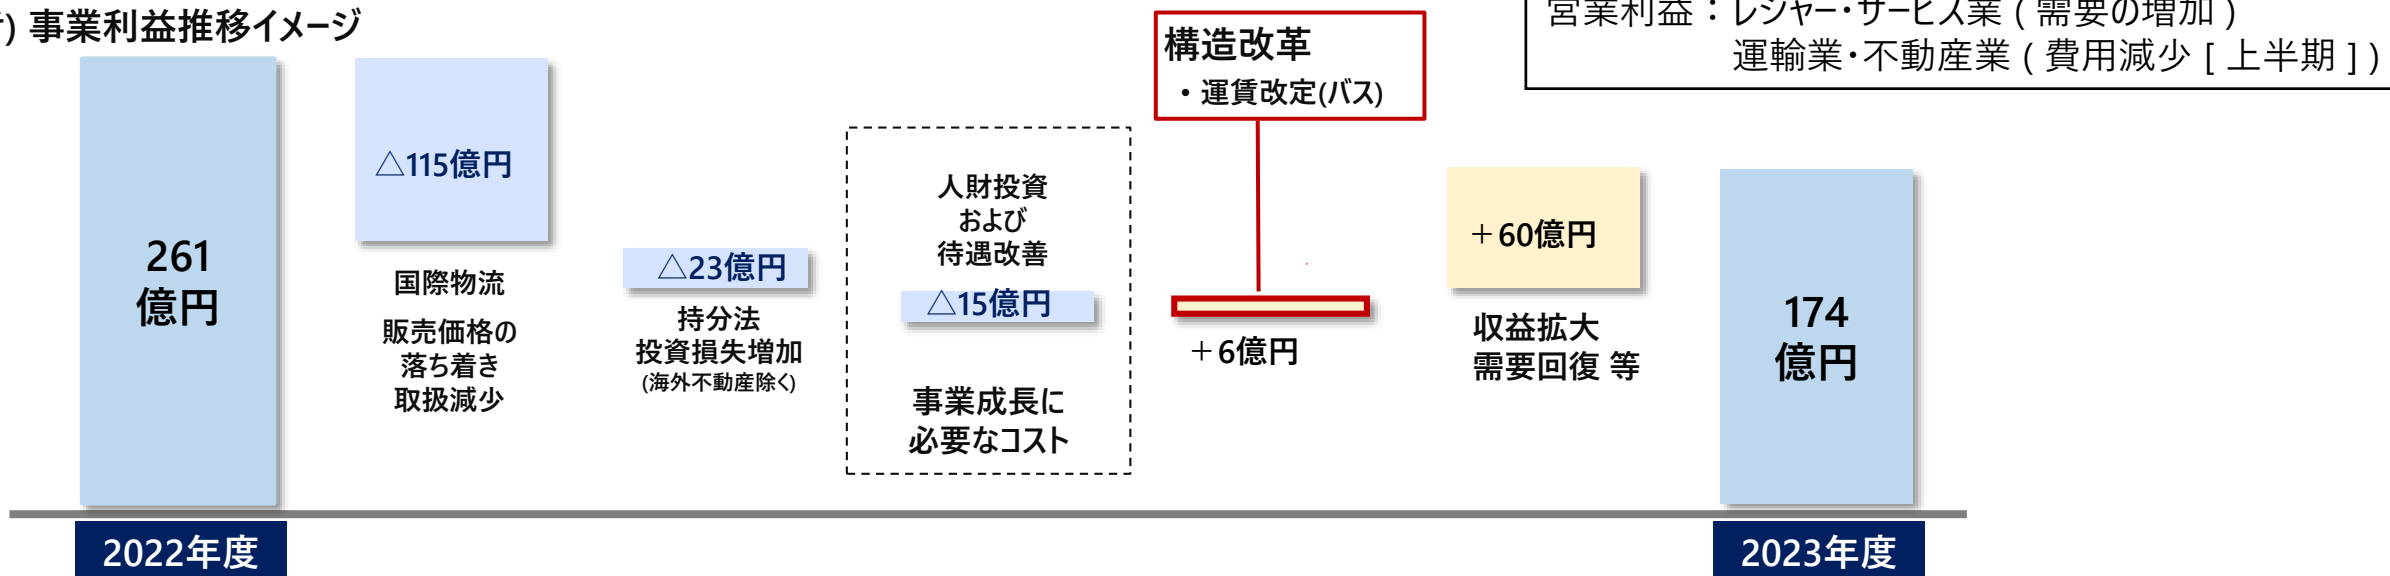 ) 事業利益推移イメージ
営業利益：レジャー・サービス業 ( 需要の増加 )
運輸業・不動産業 ( 費用減少 [ 上半期 ] )
構造改革
・運賃改定(バス)
261
億円
△115億円
国際物流
販売価格の
落ち着き
取扱減少
△23億円
持分法
投資損失増加
(海外不動産除く)
人財投資
および
待遇改善
△15億円
事業成長に
必要なコスト
＋6億円
＋60億円
収益拡大
需要回復 等
174
億円
2022年度
2023年度